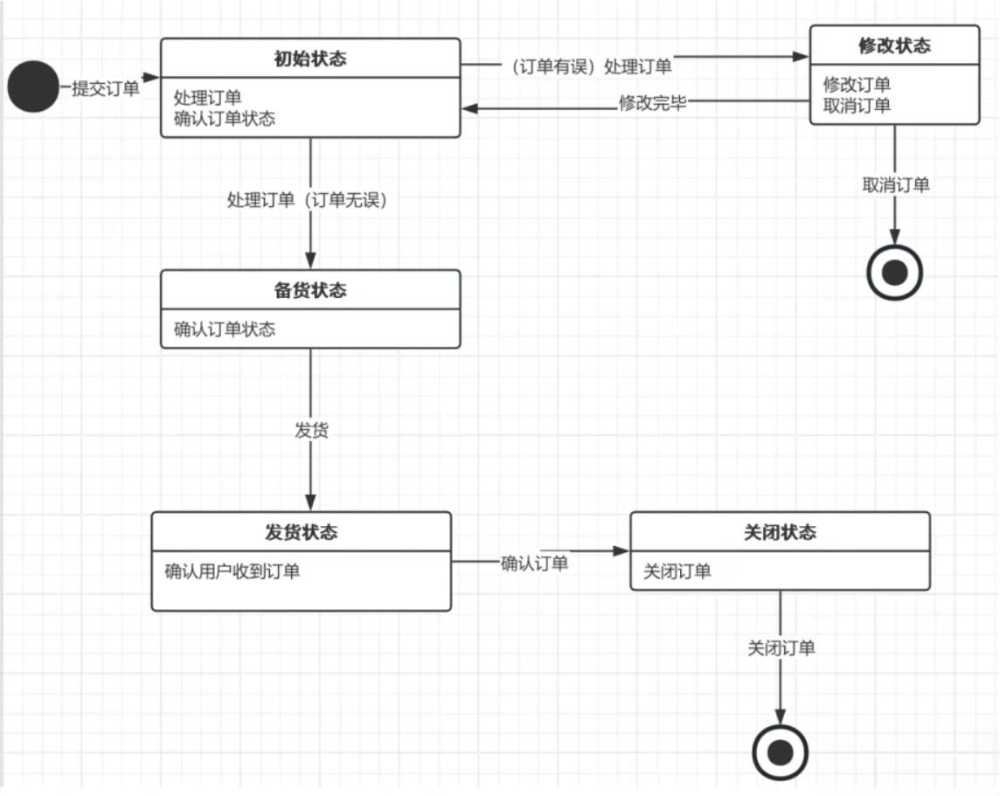 初始状态
处理订单
确认订单状态
提交订单
（订单有误）处理订单
修改完毕
修改状态
修改订单
取消订单
取消订单
处理订单（订单无误）
备货状态
确认订单状态
发货
发货状态
确认用户收到订单
确认订单
关闭状态
关闭订单
关闭订单